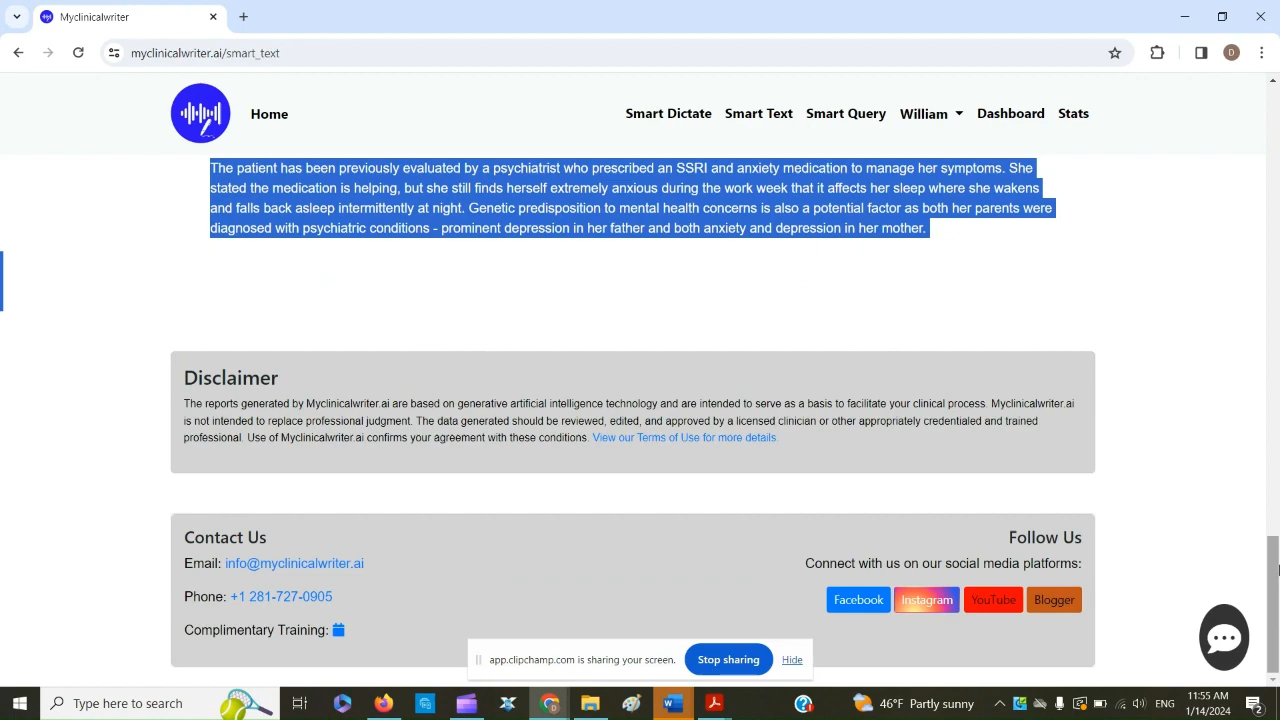 Myclinicalwriter
myclinicalwriter.ai/smart_text
D
Home
Smart Dictate
Smart Text
Smart Query
William
Dashboard
Stats
The patient has been previously evaluated by a psychiatrist who prescribed an SSRI and anxiety medication to manage her symptoms. She
stated the medication is helping, but she still finds herself extremely anxious during the work week that it affects her sleep where she wakens
and falls back asleep intermittently at night. Genetic predisposition to mental health concerns is also a potential factor as both her parents were
diagnosed with psychiatric conditions - prominent depression in her father and both anxiety and depression in her mother.
Disclaimer
The reports generated by Myclinicalwriter.ai are based on generative artificial intelligence technology and are intended to serve as a basis to facilitate your clinical process. Myclinicalwriter.ai
is not intended to replace professional judgment. The data generated should be reviewed, edited, and approved by a licensed clinician or other appropriately credentialed and trained
professional. Use of Myclinicalwriter.ai confirms your agreement with these conditions. View our Terms of Use for more details.
Contact Us
Email: info@myclinicalwriter.ai
Phone: +1 281-727-0905
Complimentary Training:
Follow Us
Connect with us on our social media platforms:
Facebook
Instagram
YouTube
Blogger
app.clipchamp.com is sharing your screen.
Stop sharing
Hide
Type here to search
46°F Partly sunny
ENG
11:55 AM
1/14/2024
2